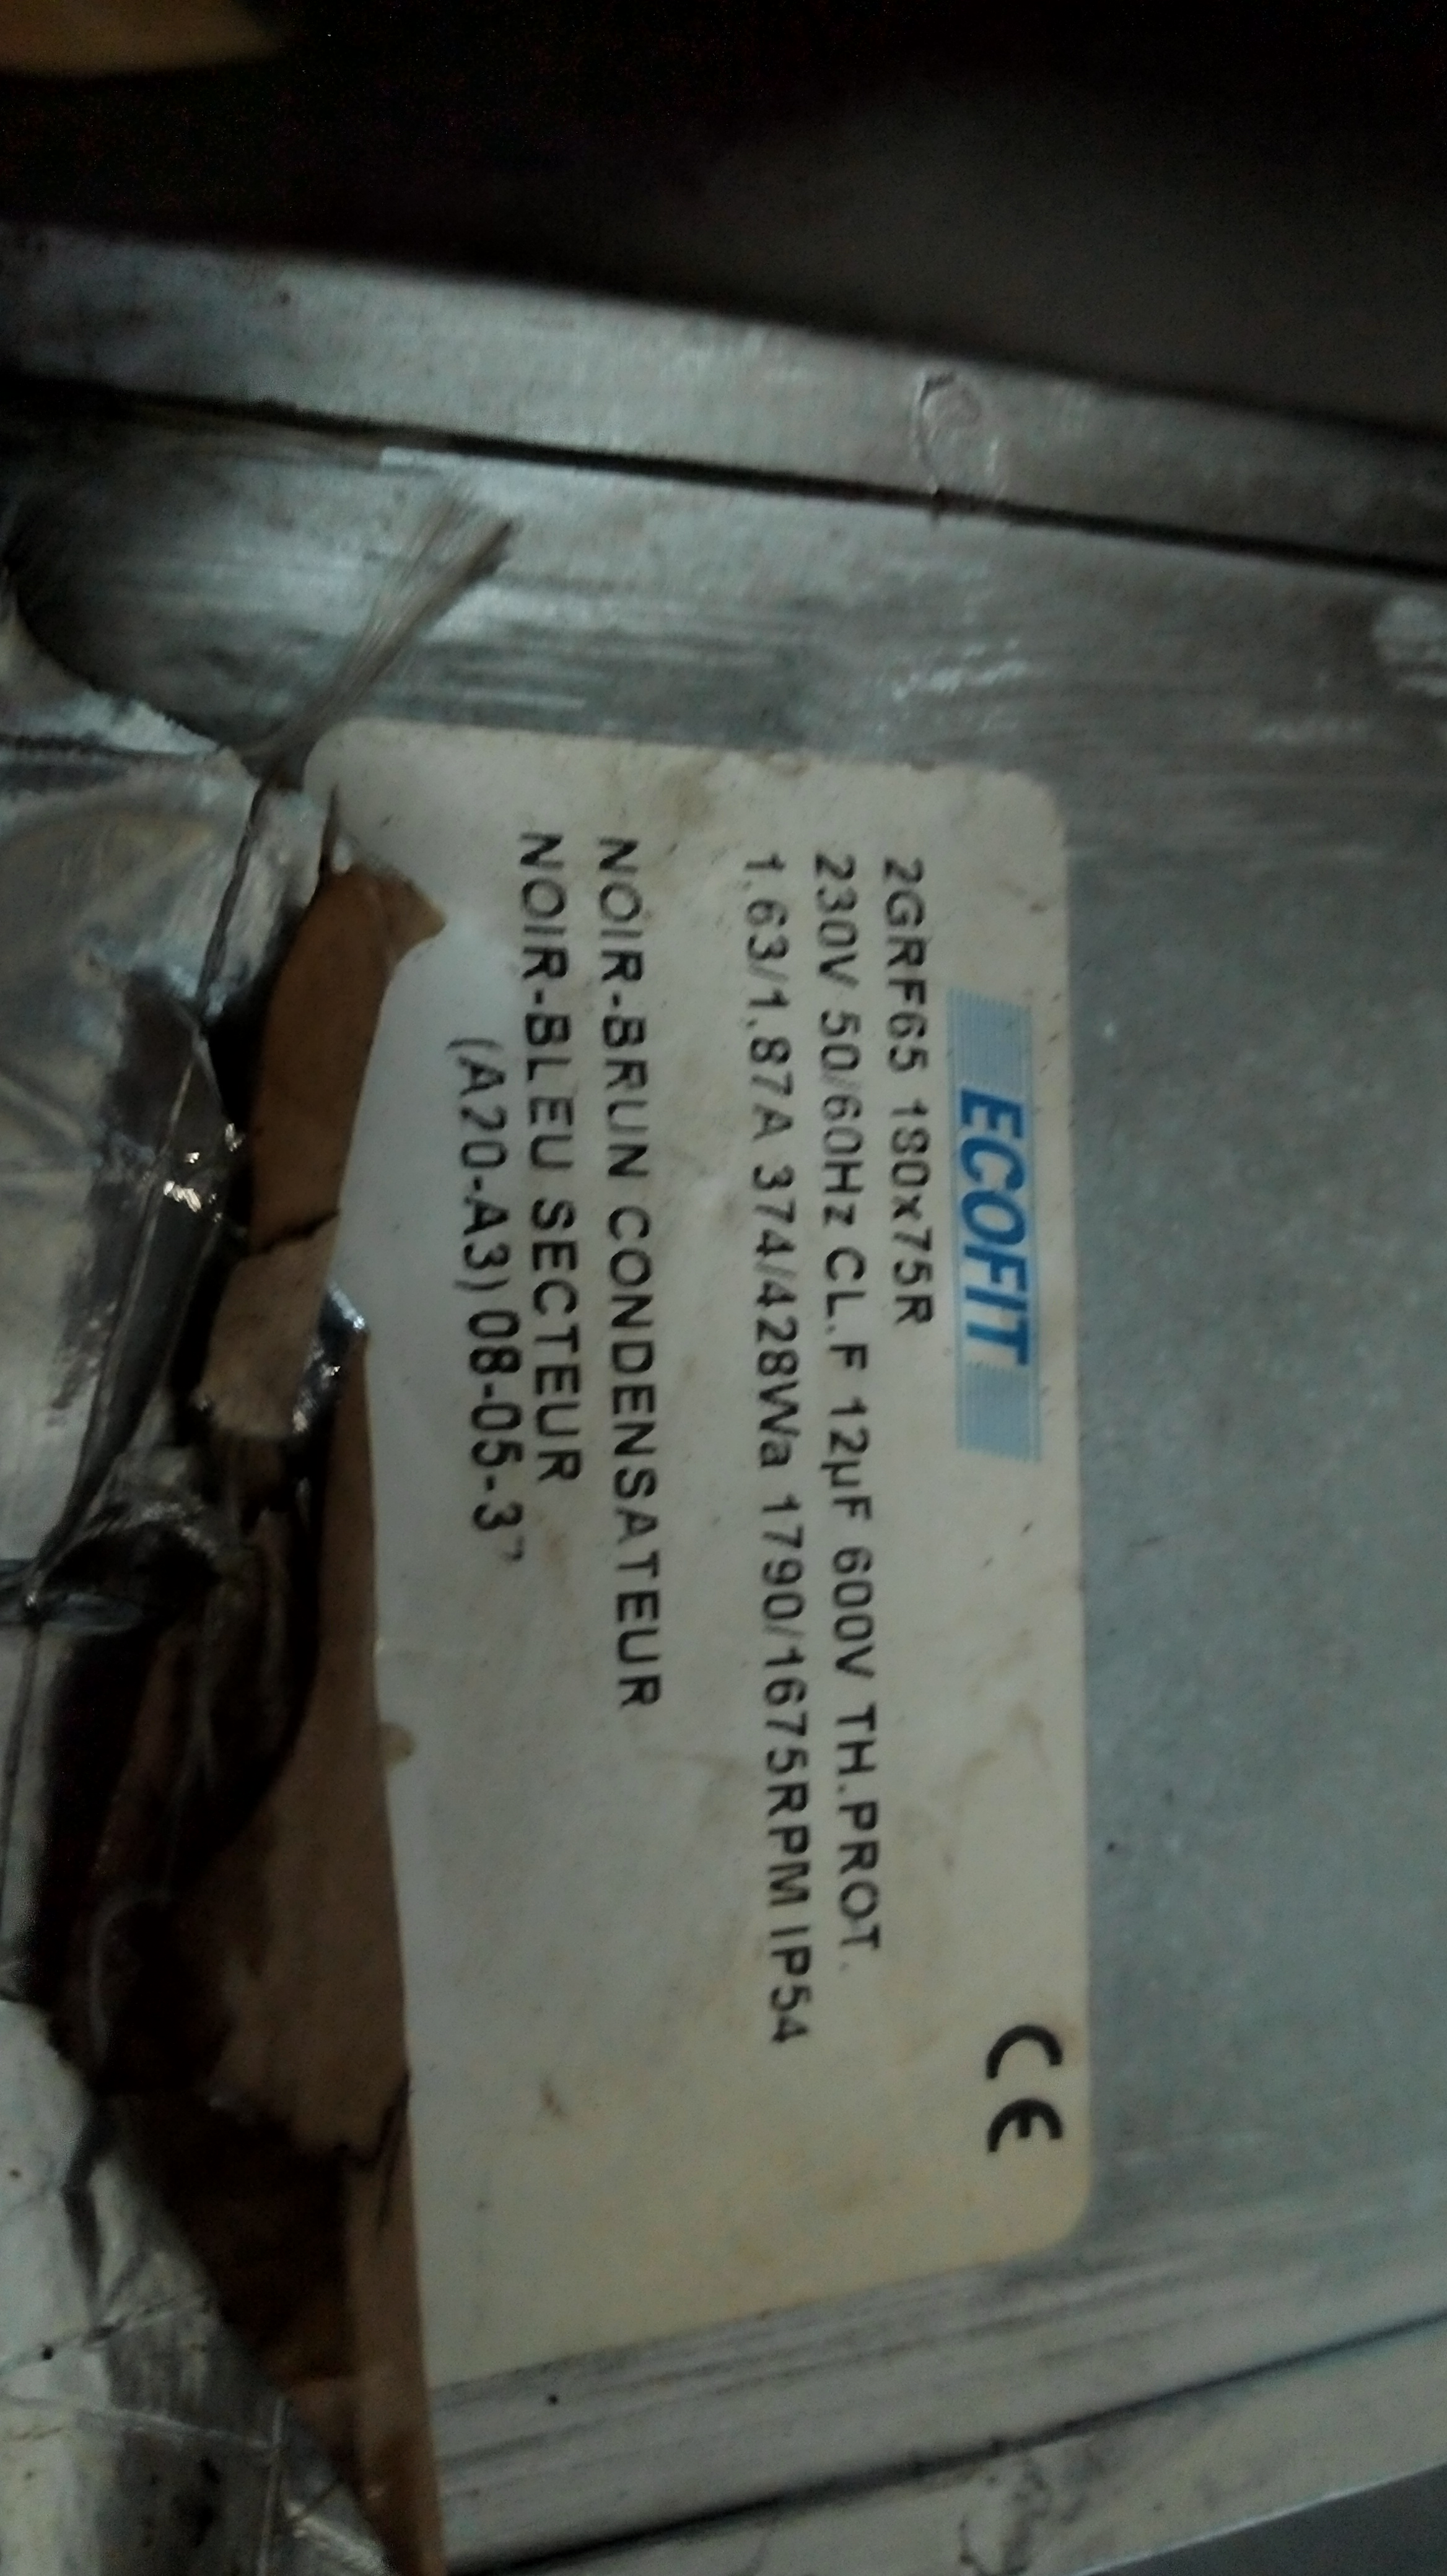 ECOFIT
CE
2GRF65 180x75R
230V 50/60Hz CL.F 12µF 600V TH.PROT.
1.63/1.87A 374/428Wa 1790/1675RPM IP54
NOIR-BRUN CONDENSATEUR
NOIR-BLEU SECTEUR
(A20-A3) 08-05-3